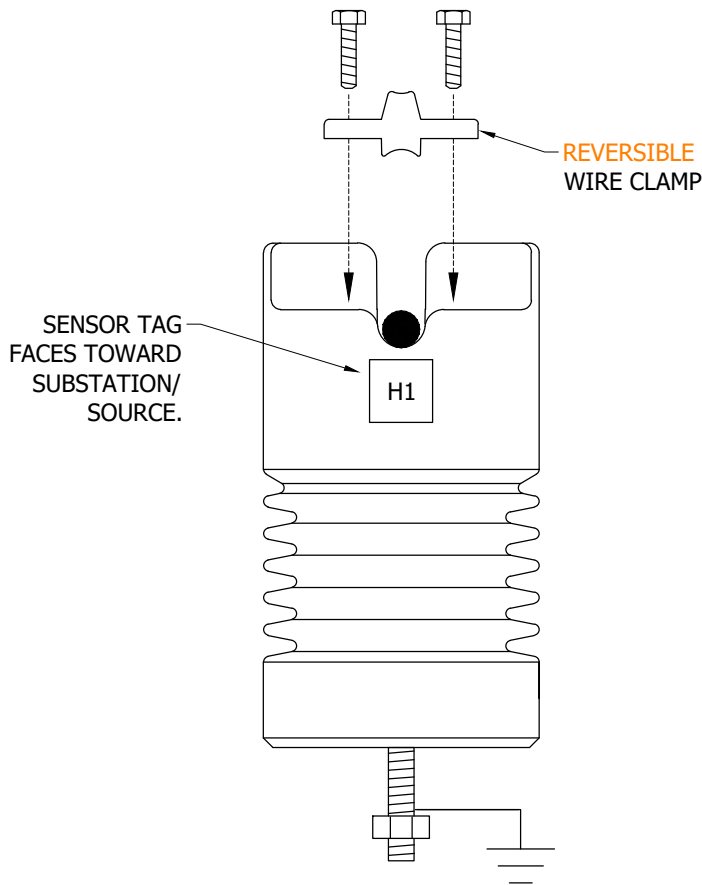 REVERSIBLE
WIRE CLAMP
SENSOR TAG
FACES TOWARD
SUBSTATION/
SOURCE.
H1